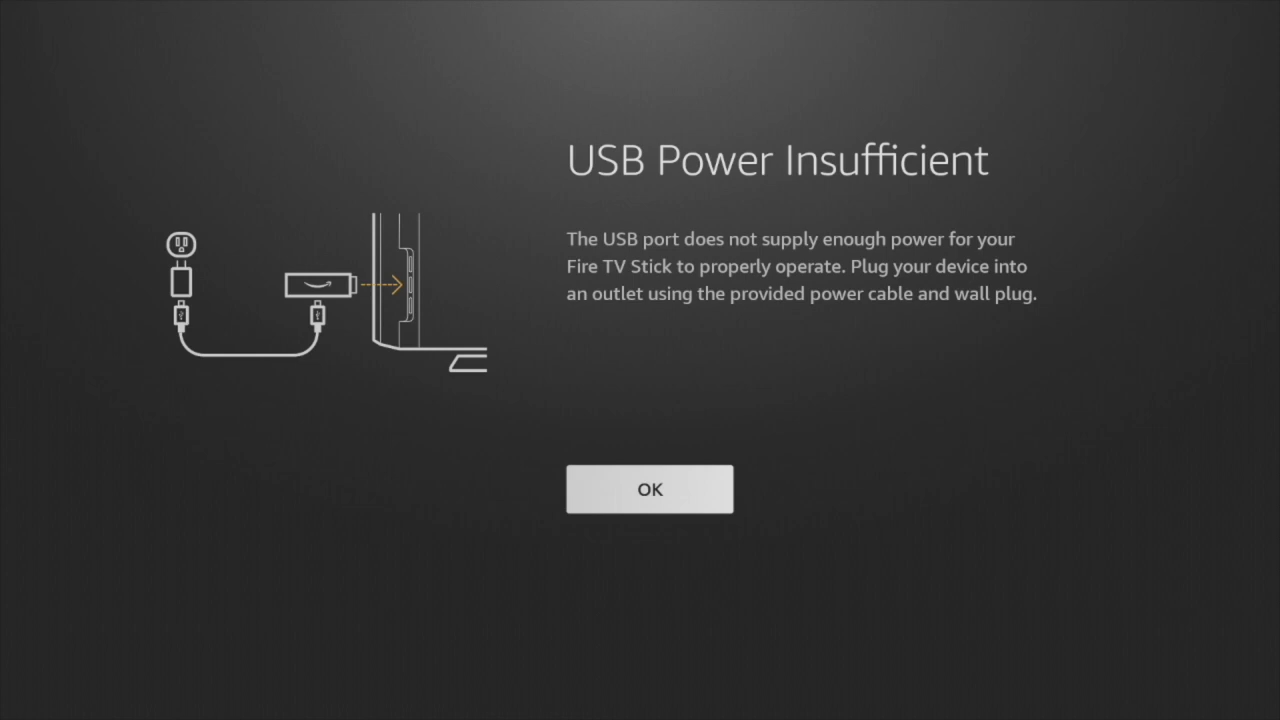 USB Power Insufficient
The USB port does not supply enough power for your
Fire TV Stick to properly operate. Plug your device into
an outlet using the provided power cable and wall plug.
OK